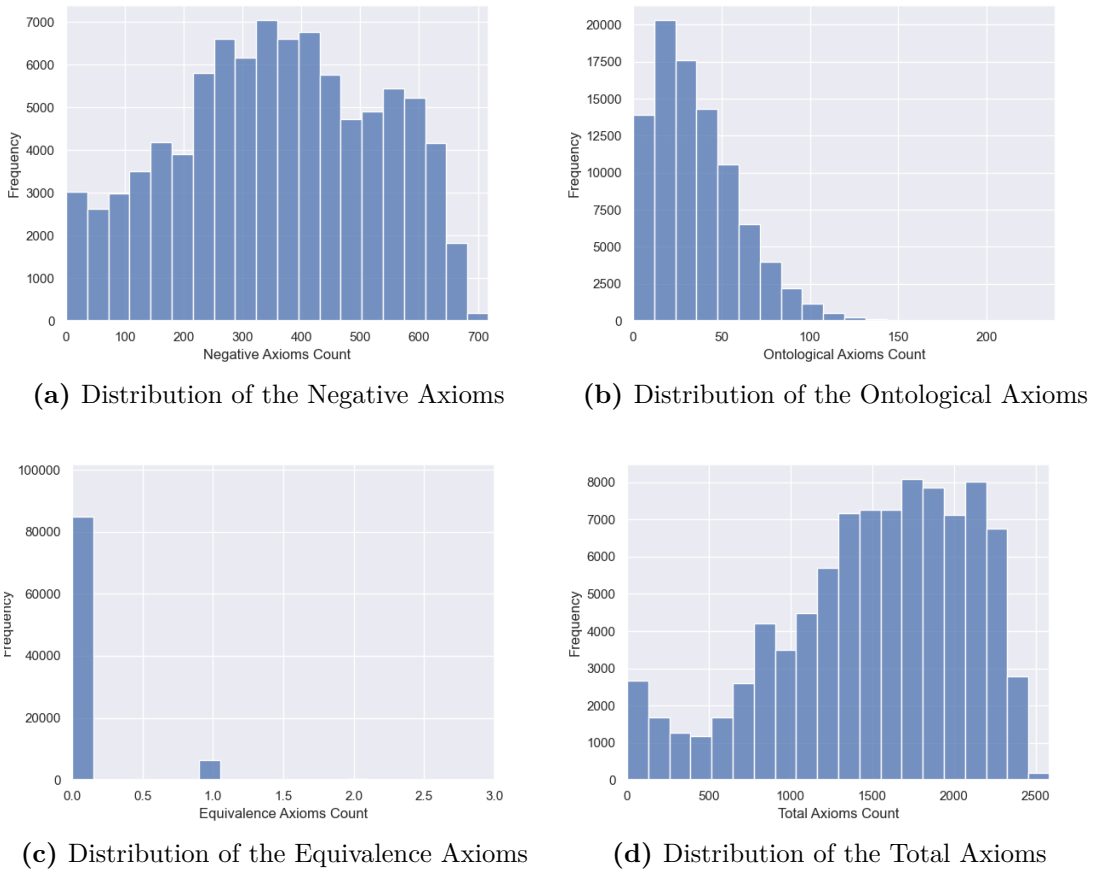 7000
6000
5000
4000
3000
2000
1000
0
Frequency
0 100 200 300 400 500 600 700
Negative Axioms Count
(a) Distribution of the Negative Axioms
20000
17500
15000
12500
10000
7500
5000
2500
0
Frequency
0 50 100 150 200
Ontological Axioms Count
(b) Distribution of the Ontological Axioms
100000
80000
60000
40000
20000
0
Frequency
0.0 0.5 1.0 1.5 2.0 2.5 3.0
Equivalence Axioms Count
(c) Distribution of the Equivalence Axioms
8000
7000
6000
5000
4000
3000
2000
1000
0
Frequency
0 500 1000 1500 2000 2500
Total Axioms Count
(d) Distribution of the Total Axioms